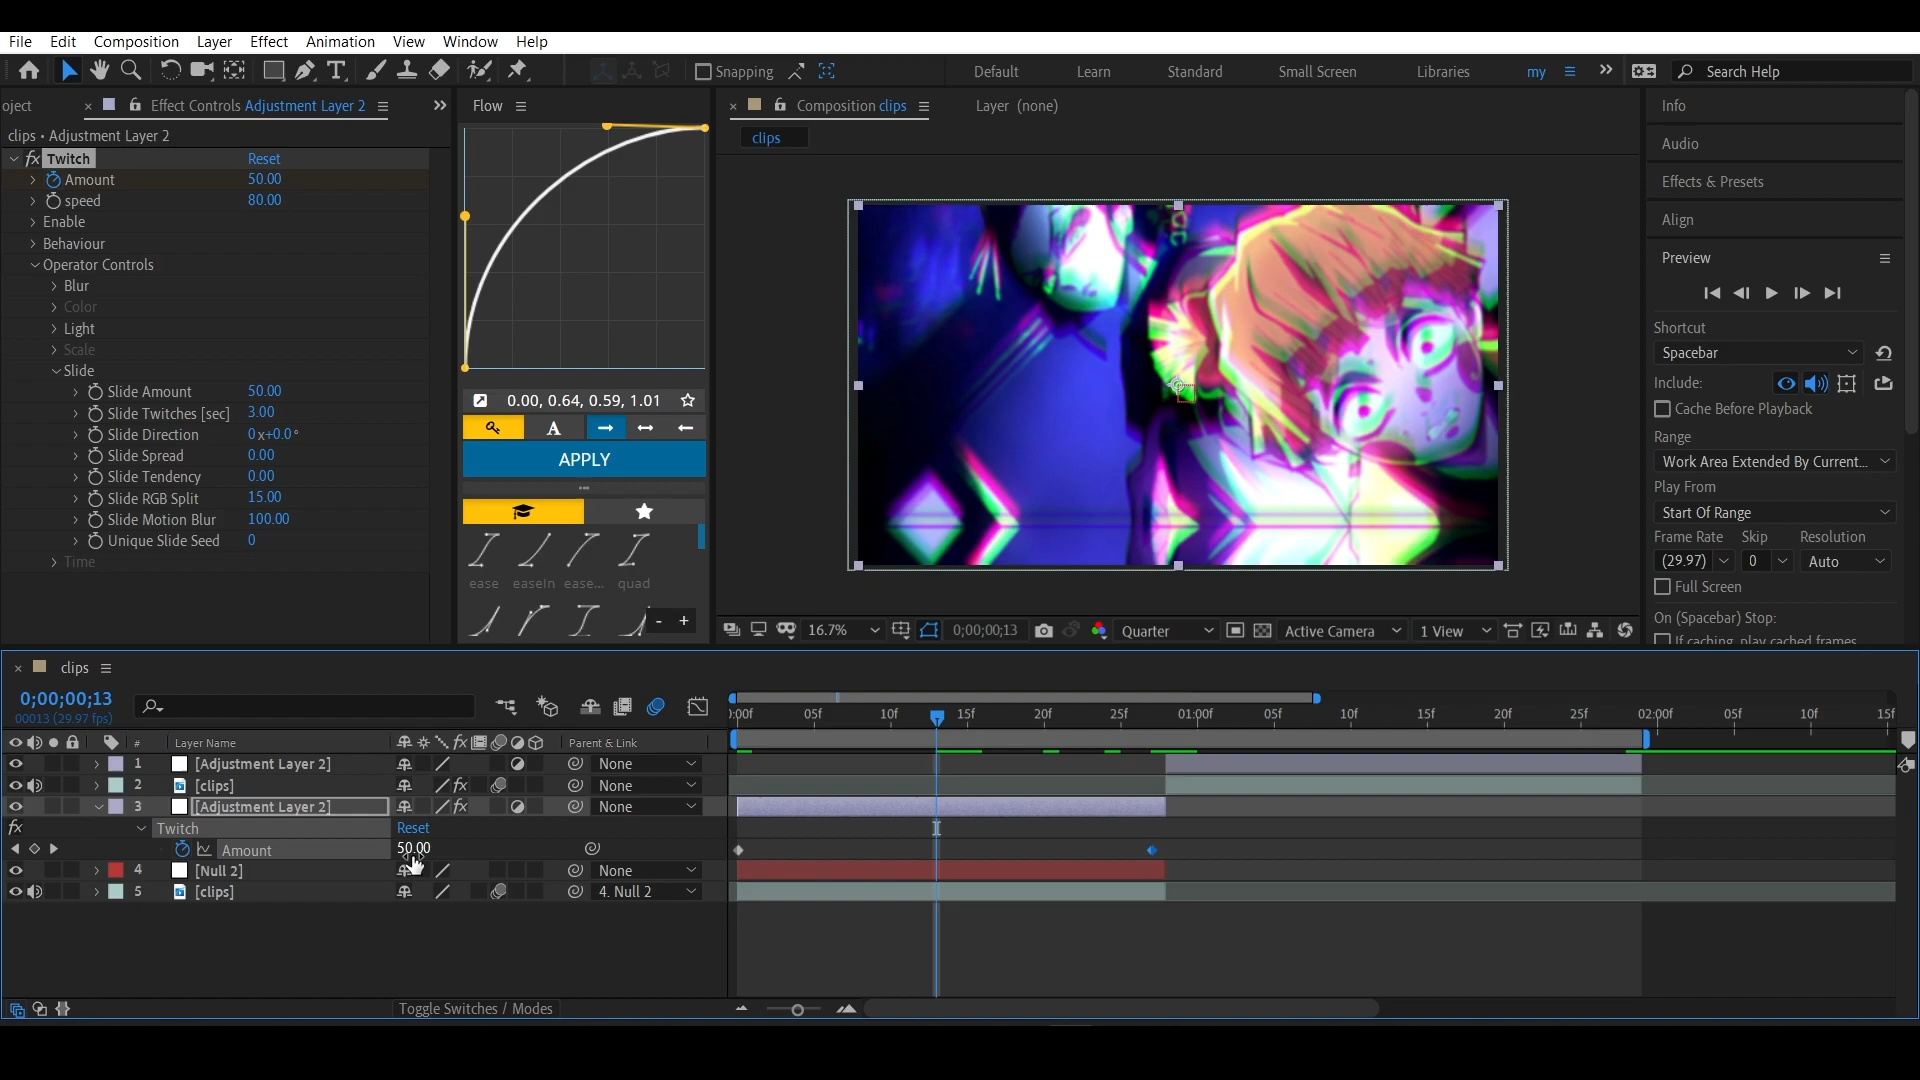 File Edit Composition Layer Effect Animation View Window Help
Snapping Default Learn Standard Small Screen Libraries my Search Help
oject × Effect Controls Adjustment Layer 2
clips • Adjustment Layer 2
fx Twitch Reset
Amount 50.00
speed 80.00
Enable
Behaviour
Operator Controls
Blur
Color
Light
Scale
Slide
Slide Amount 50.00
Slide Twitches [sec] 3.00
Slide Direction 0x+0.0°
Slide Spread 0.00
Slide Tendency 0.00
Slide RGB Split 15.00
Slide Motion Blur 100.00
Unique Slide Seed 0
Time
Flow
0.00, 0.64, 0.59, 1.01
A
APPLY
ease easeIn ease... quad
- +
× Composition clips Layer (none)
clips
16.7% 0;00;00;13 Quarter Active Camera 1 View
Info
Audio
Effects & Presets
Align
Preview
Shortcut
Spacebar
Include:
Cache Before Playback
Range
Work Area Extended By Current...
Play From
Start Of Range
Frame Rate Skip Resolution
(29.97) 0 Auto
Full Screen
On (Spacebar) Stop:
If caching, play cached frames
× clips
0;00;00;13
00013 (29.97 fps)
):00f 05f 10f 15f 20f 25f 01:00f 05f 10f 15f 20f 25f 02:00f 05f 10f 15f
# Layer Name fx Parent & Link
1 [Adjustment Layer 2] None
2 [clips] fx None
3 [Adjustment Layer 2] fx None
fx Twitch Reset
Amount 50.00
4 [Null 2] None
5 [clips] 4. Null 2
Toggle Switches / Modes